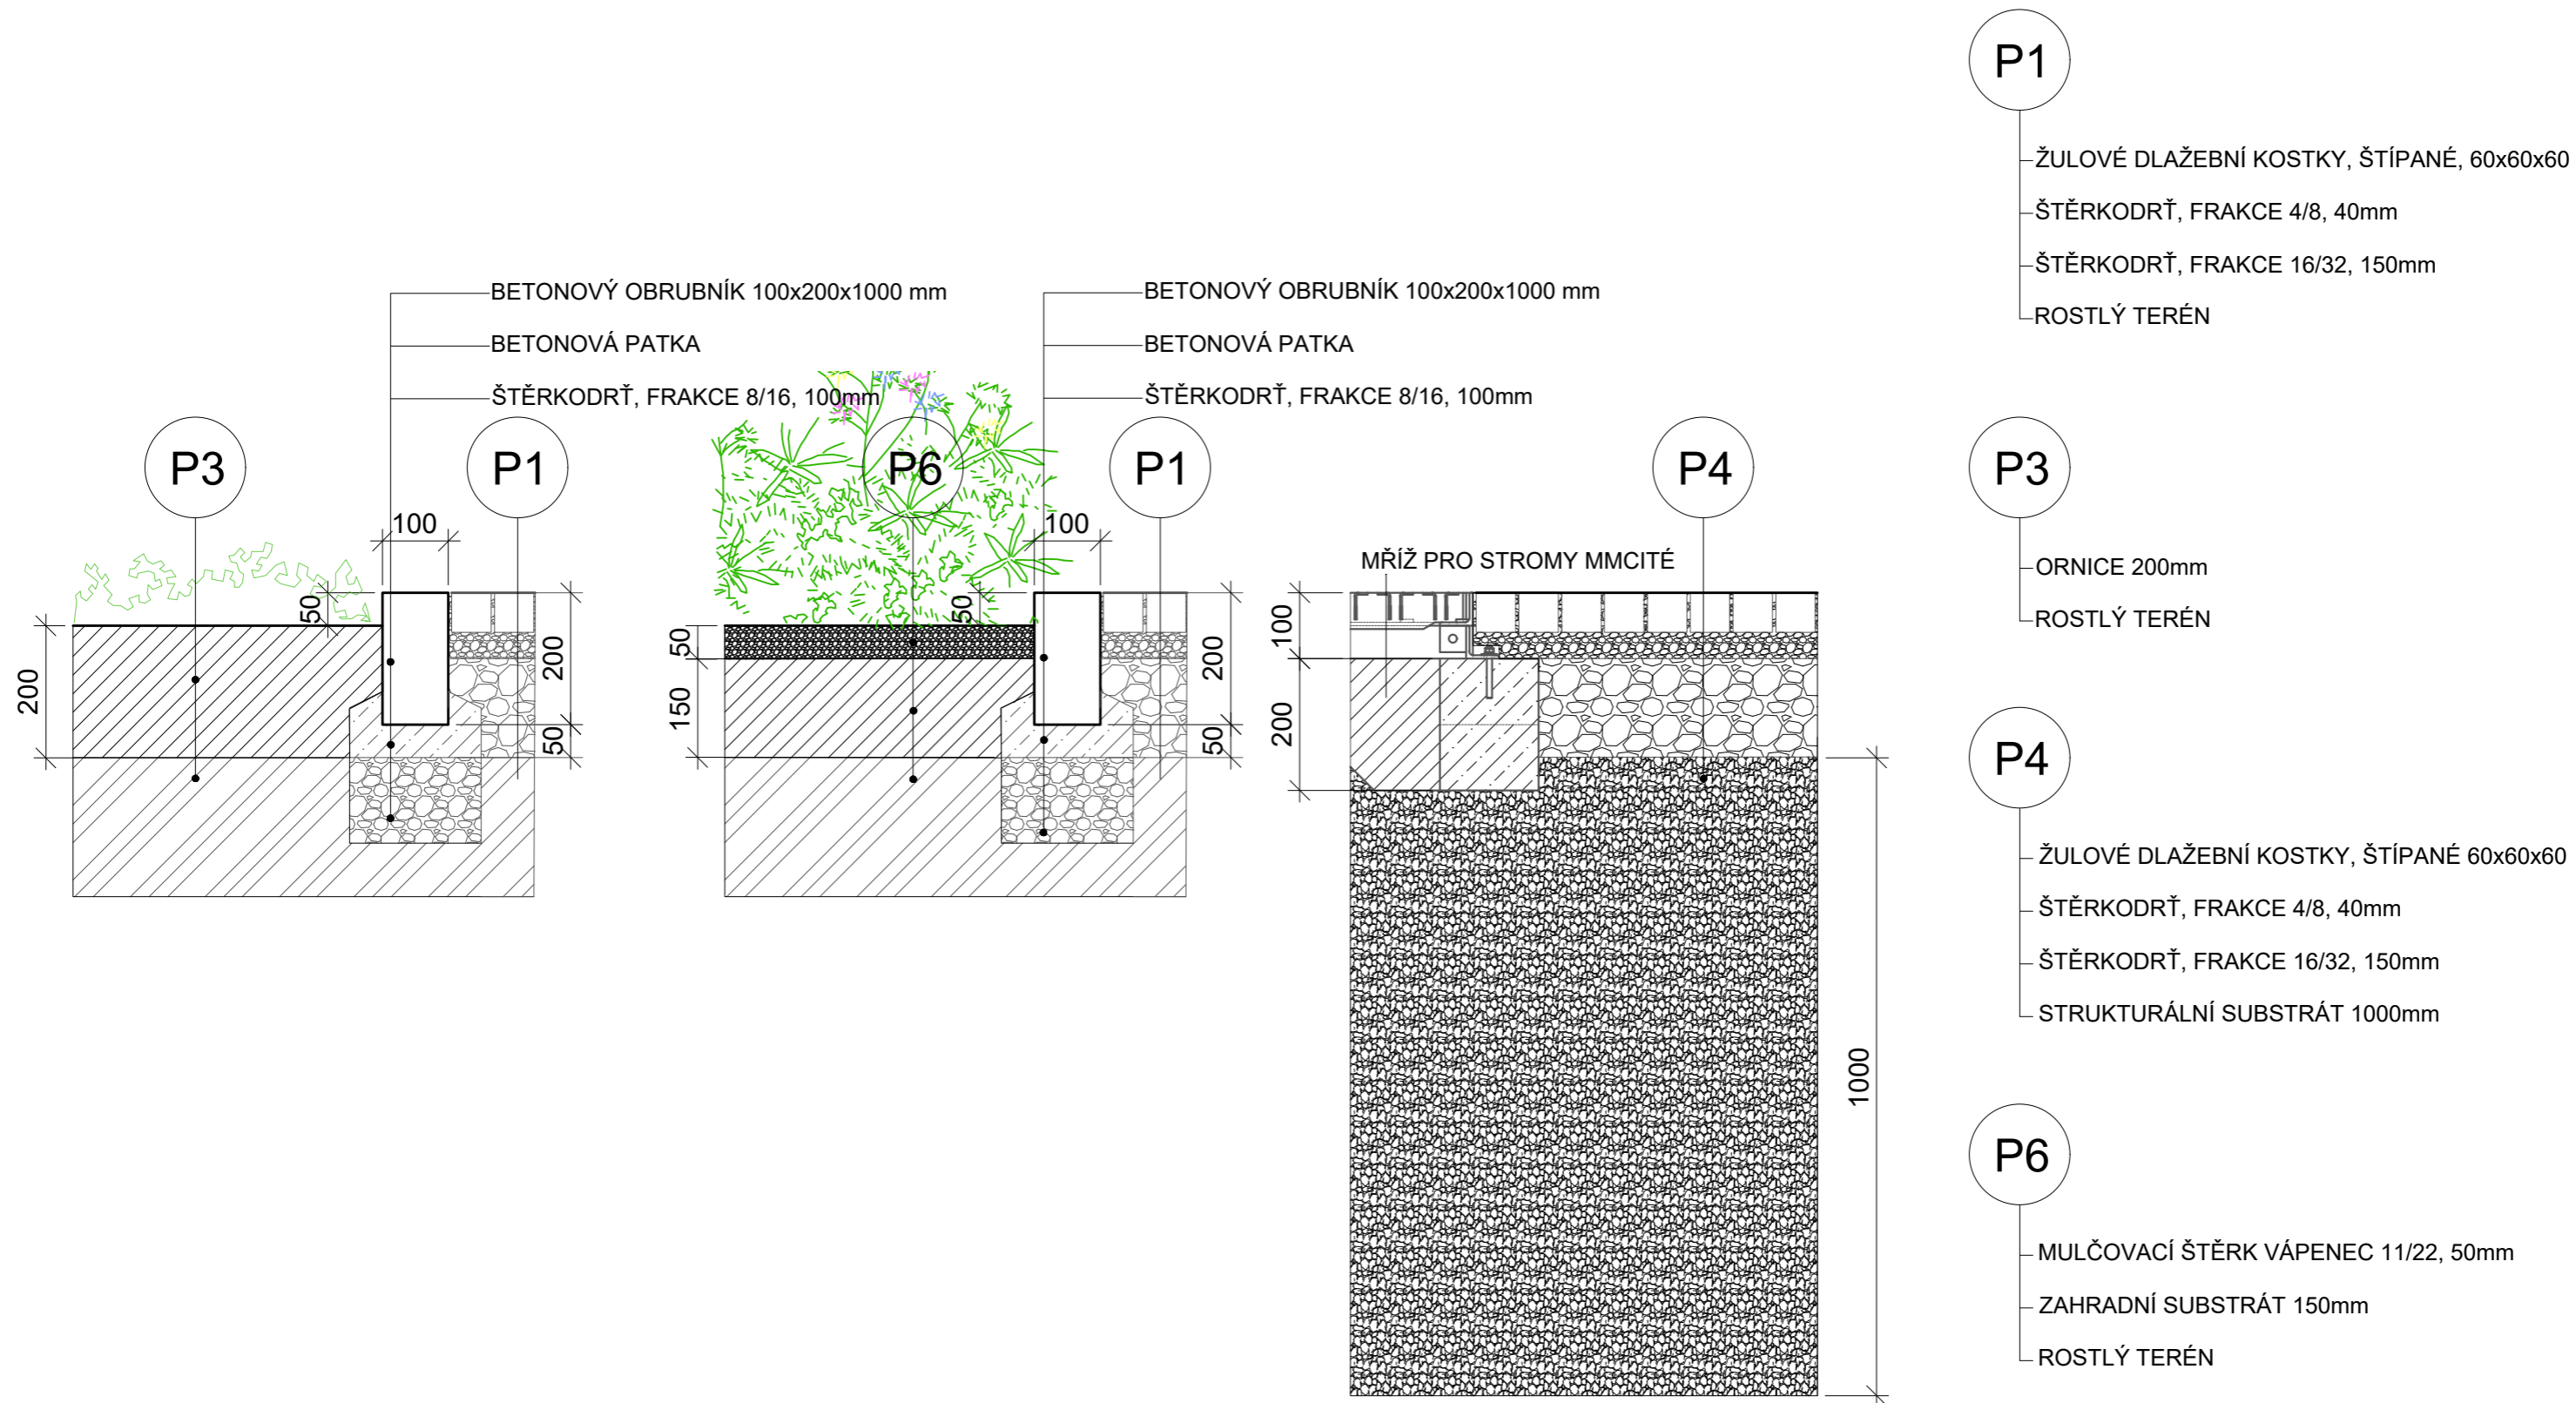 BETONOVÝ OBRUBNÍK 100x200x1000 mm
BETONOVÁ PATKA
ŠTĚRKODRŤ, FRAKCE 8/16, 100mm
P3
P1
100
50
200
200
50
BETONOVÝ OBRUBNÍK 100x200x1000 mm
BETONOVÁ PATKA
ŠTĚRKODRŤ, FRAKCE 8/16, 100mm
P6
P1
100
50
50
150
200
50
P4
MŘÍŽ PRO STROMY MMCITÉ
100
200
1000
P1
ŽULOVÉ DLAŽEBNÍ KOSTKY, ŠTÍPANÉ, 60x60x60
ŠTĚRKODRŤ, FRAKCE 4/8, 40mm
ŠTĚRKODRŤ, FRAKCE 16/32, 150mm
ROSTLÝ TERÉN
P3
ORNICE 200mm
ROSTLÝ TERÉN
P4
ŽULOVÉ DLAŽEBNÍ KOSTKY, ŠTÍPANÉ 60x60x60
ŠTĚRKODRŤ, FRAKCE 4/8, 40mm
ŠTĚRKODRŤ, FRAKCE 16/32, 150mm
STRUKTURÁLNÍ SUBSTRÁT 1000mm
P6
MULČOVACÍ ŠTĚRK VÁPENEC 11/22, 50mm
ZAHRADNÍ SUBSTRÁT 150mm
ROSTLÝ TERÉN